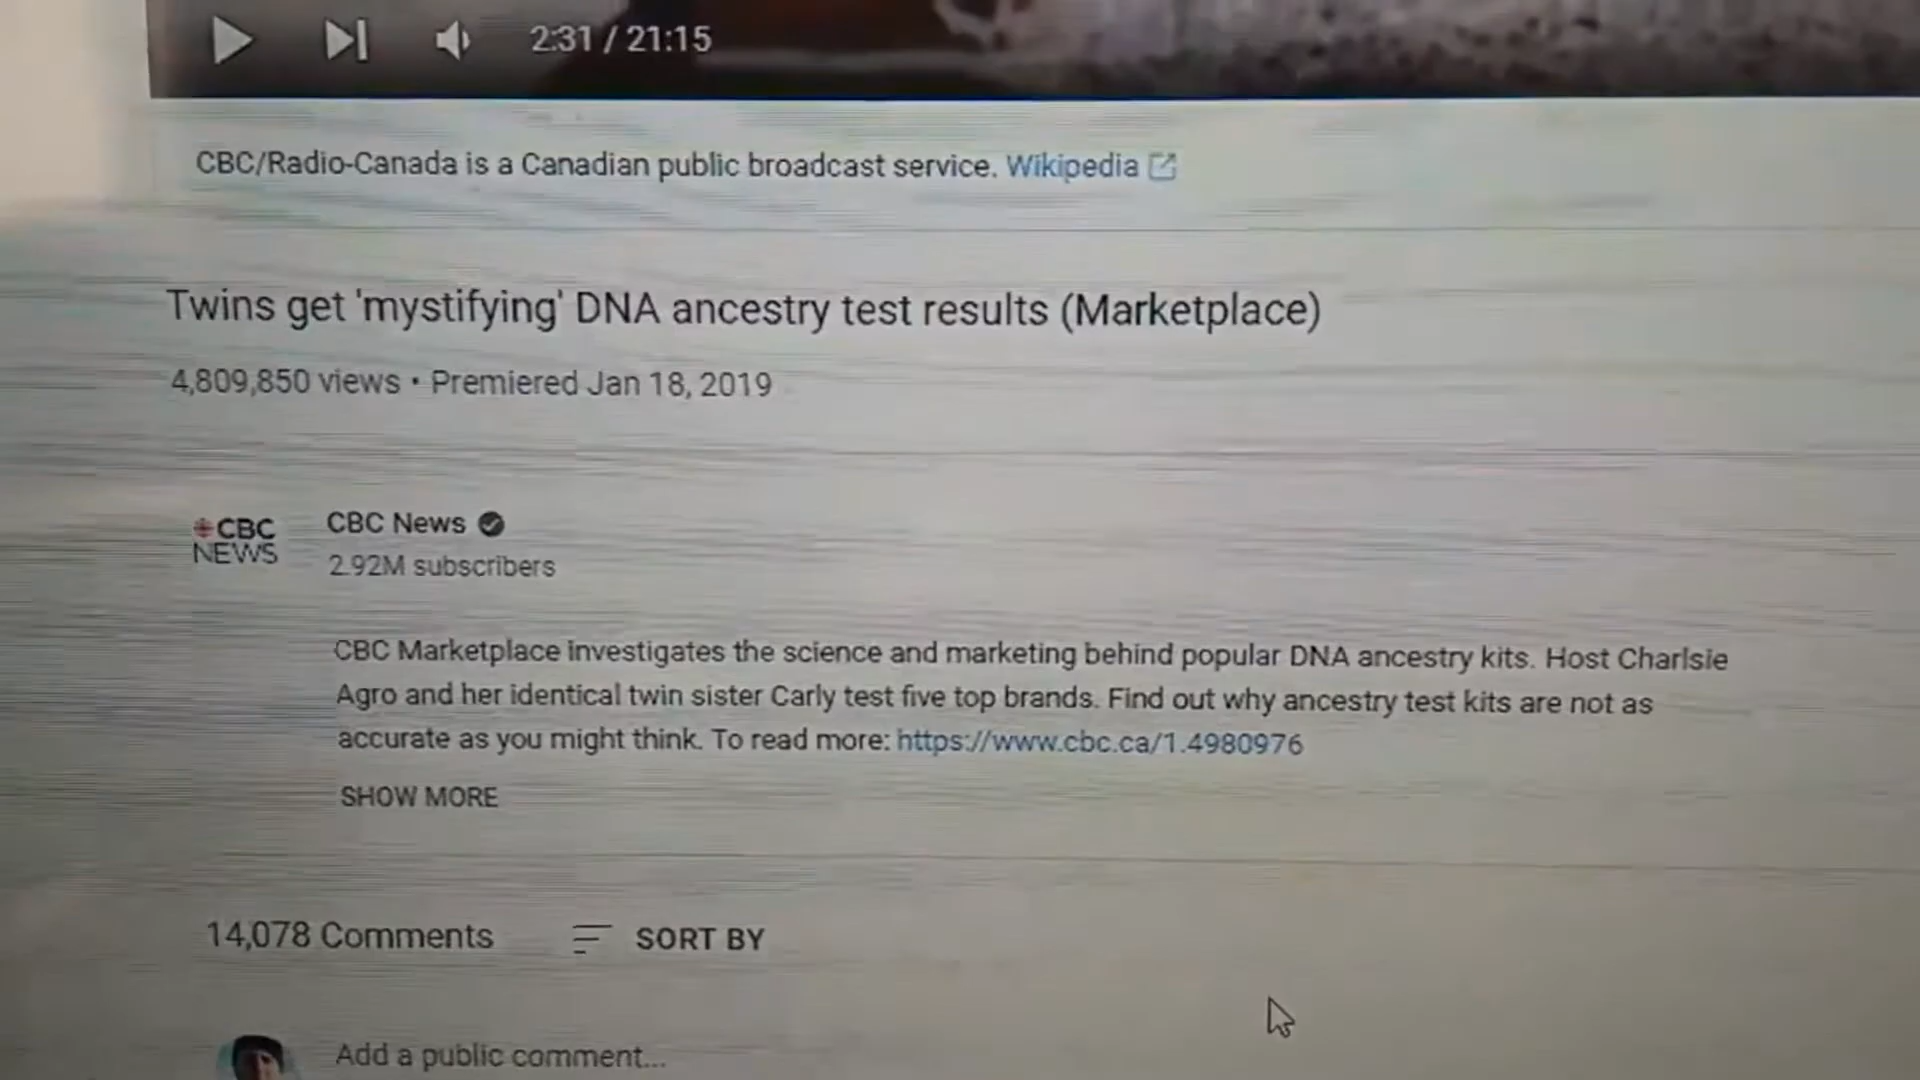 2:31 / 21:15
CBC/Radio-Canada is a Canadian public broadcast service. Wikipedia
Twins get 'mystifying' DNA ancestry test results (Marketplace)
4,809,850 views • Premiered Jan 18, 2019
CBC
NEWS
CBC News
2.92M subscribers
CBC Marketplace investigates the science and marketing behind popular DNA ancestry kits. Host Charlsie
Agro and her identical twin sister Carly test five top brands. Find out why ancestry test kits are not as
accurate as you might think. To read more: https://www.cbc.ca/1.4980976
SHOW MORE
14,078 Comments
SORT BY
Add a public comment...